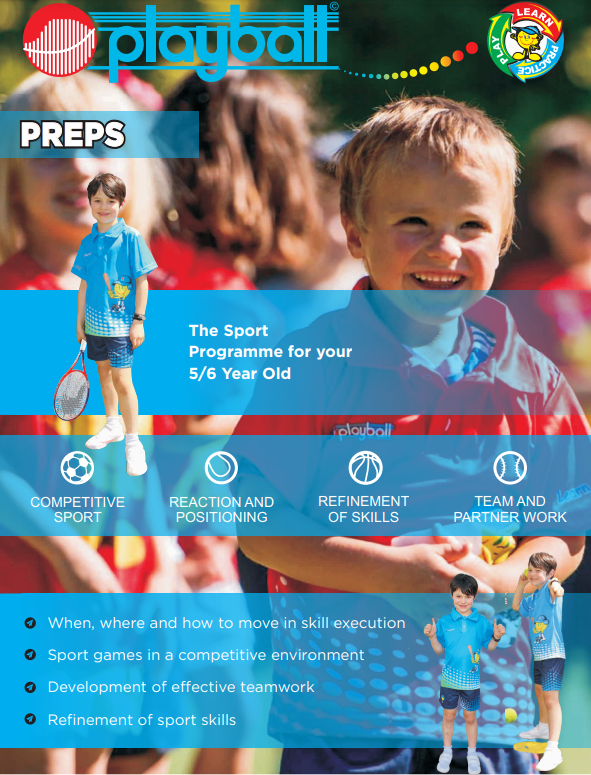 playball©
LEARN
PRACTICE
PLAY
PREPS
The Sport
Programme for your
5/6 Year Old
playball
COMPETITIVE
SPORT
REACTION AND
POSITIONING
REFINEMENT
OF SKILLS
TEAM AND
PARTNER WORK
When, where and how to move in skill execution
Sport games in a competitive environment
Development of effective teamwork
Refinement of sport skills